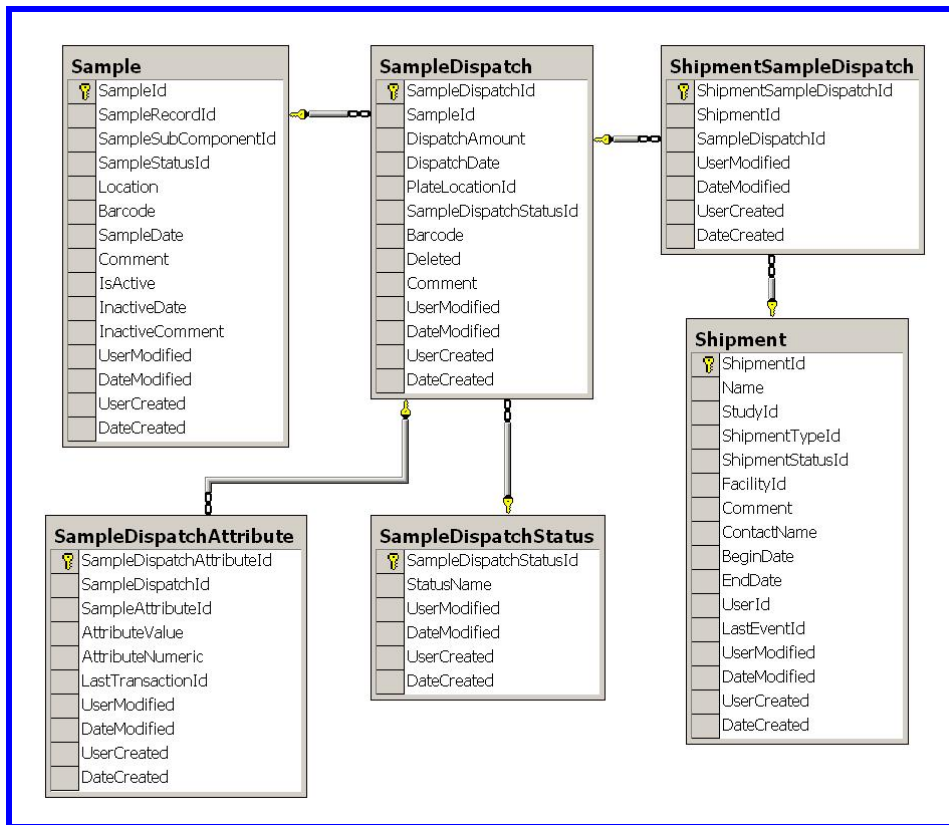 Sample
SampleId
SampleRecordId
SampleSubComponentId
SampleStatusId
Location
Barcode
SampleDate
Comment
IsActive
InactiveDate
InactiveComment
UserModified
DateModified
UserCreated
DateCreated
SampleDispatch
SampleDispatchId
SampleId
DispatchAmount
DispatchDate
PlateLocationId
SampleDispatchStatusId
Barcode
Deleted
Comment
UserModified
DateModified
UserCreated
DateCreated
ShipmentSampleDispatch
ShipmentSampleDispatchId
ShipmentId
SampleDispatchId
UserModified
DateModified
UserCreated
DateCreated
Shipment
ShipmentId
Name
StudyId
ShipmentTypeId
ShipmentStatusId
FacilityId
Comment
ContactName
BeginDate
EndDate
UserId
LastEventId
UserModified
DateModified
UserCreated
DateCreated
SampleDispatchAttribute
SampleDispatchAttributeId
SampleDispatchId
SampleAttributeId
AttributeValue
AttributeNumeric
LastTransactionId
UserModified
DateModified
UserCreated
DateCreated
SampleDispatchStatus
SampleDispatchStatusId
StatusName
UserModified
DateModified
UserCreated
DateCreated